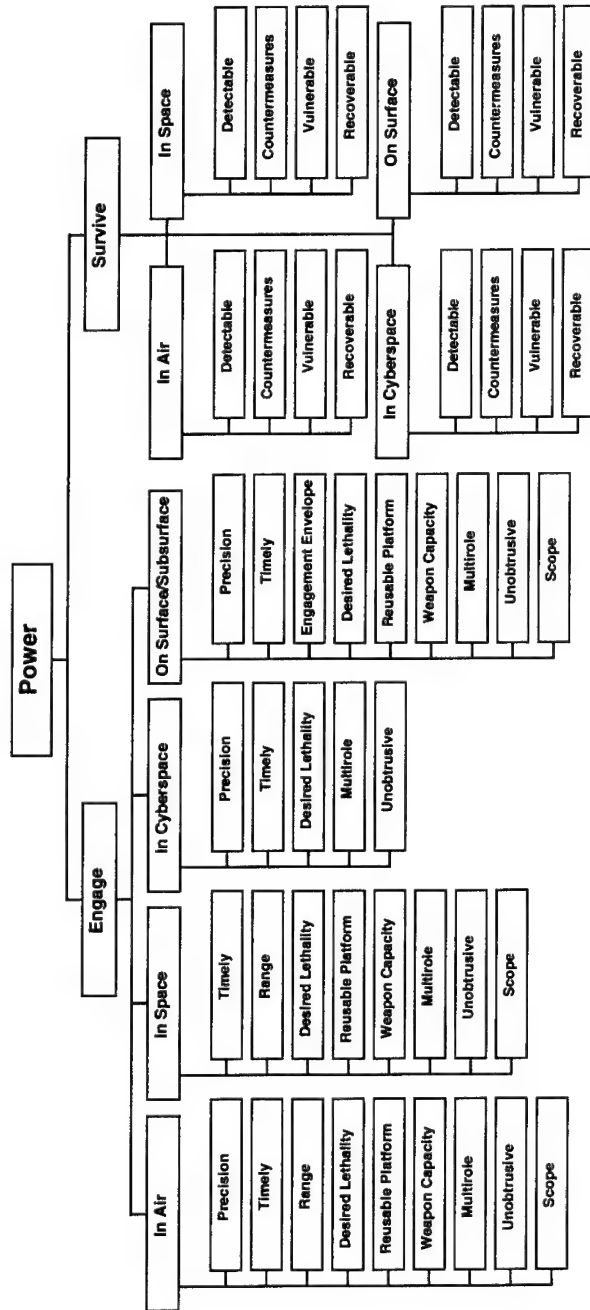 Power
Engage
In Air
Precision
Timely
Range
Desired Lethality
Reusable Platform
Weapon Capacity
Multirole
Unobtrusive
Scope
In Space
Timely
Range
Desired Lethality
Reusable Platform
Weapon Capacity
Multirole
Unobtrusive
Scope
In Cyberspace
Precision
Timely
Desired Lethality
Multirole
Unobtrusive
On Surface/Subsurface
Precision
Timely
Engagement Envelope
Desired Lethality
Reusable Platform
Weapon Capacity
Multirole
Unobtrusive
Scope
Survive
In Air
Detectable
Countermeasures
Vulnerable
Recoverable
In Space
Detectable
Countermeasures
Vulnerable
Recoverable
In Cyberspace
Detectable
Countermeasures
Vulnerable
Recoverable
On Surface
Detectable
Countermeasures
Vulnerable
Recoverable